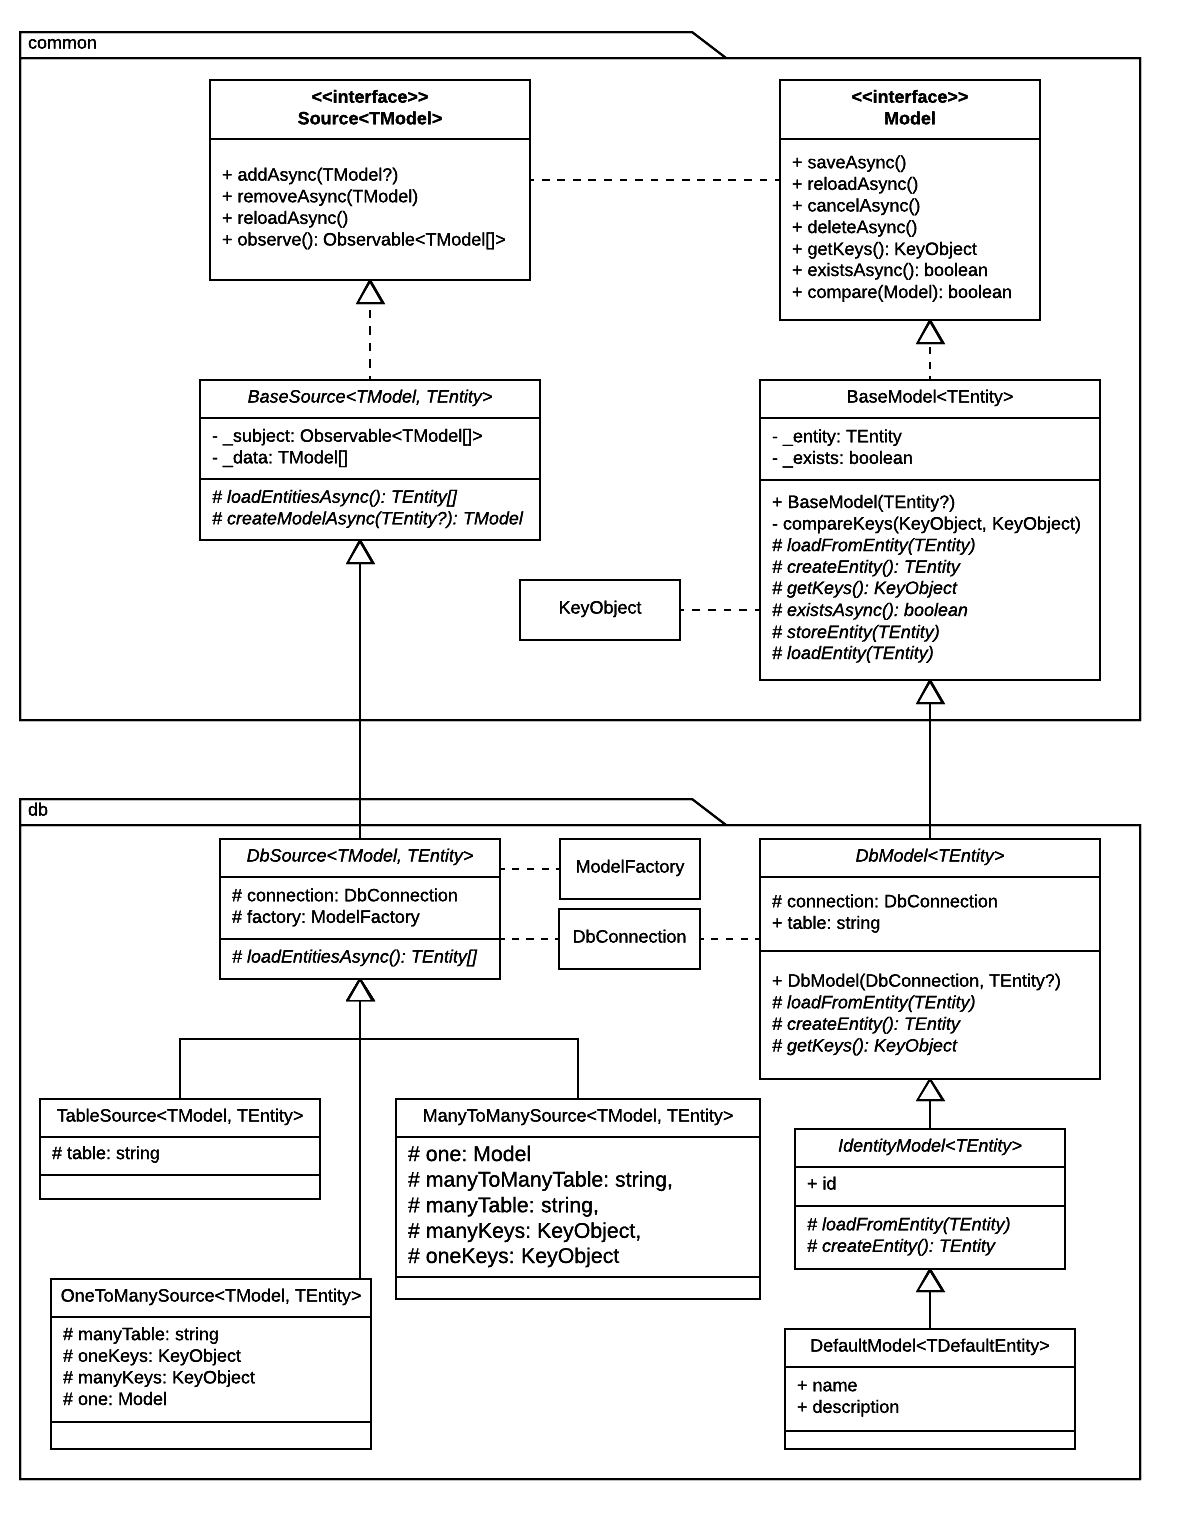 common
<<interface>>
Source<TModel>
+ addAsync(TModel?)
+ removeAsync(TModel)
+ reloadAsync()
+ observe(): Observable<TModel[]>
<<interface>>
Model
+ saveAsync()
+ reloadAsync()
+ cancelAsync()
+ deleteAsync()
+ getKeys(): KeyObject
+ existsAsync(): boolean
+ compare(Model): boolean
BaseSource<TModel, TEntity>
- _subject: Observable<TModel[]>
- _data: TModel[]
# loadEntitiesAsync(): TEntity[]
# createModelAsync(TEntity?): TModel
BaseModel<TEntity>
- _entity: TEntity
- _exists: boolean
+ BaseModel(TEntity?)
- compareKeys(KeyObject, KeyObject)
# loadFromEntity(TEntity)
# createEntity(): TEntity
# getKeys(): KeyObject
# existsAsync(): boolean
# storeEntity(TEntity)
# loadEntity(TEntity)
KeyObject
db
DbSource<TModel, TEntity>
# connection: DbConnection
# factory: ModelFactory
# loadEntitiesAsync(): TEntity[]
ModelFactory
DbConnection
DbModel<TEntity>
# connection: DbConnection
+ table: string
+ DbModel(DbConnection, TEntity?)
# loadFromEntity(TEntity)
# createEntity(): TEntity
# getKeys(): KeyObject
TableSource<TModel, TEntity>
# table: string
ManyToManySource<TModel, TEntity>
# one: Model
# manyToManyTable: string,
# manyTable: string,
# manyKeys: KeyObject,
# oneKeys: KeyObject
IdentityModel<TEntity>
+ id
# loadFromEntity(TEntity)
# createEntity(): TEntity
OneToManySource<TModel, TEntity>
# manyTable: string
# oneKeys: KeyObject
# manyKeys: KeyObject
# one: Model
DefaultModel<TDefaultEntity>
+ name
+ description